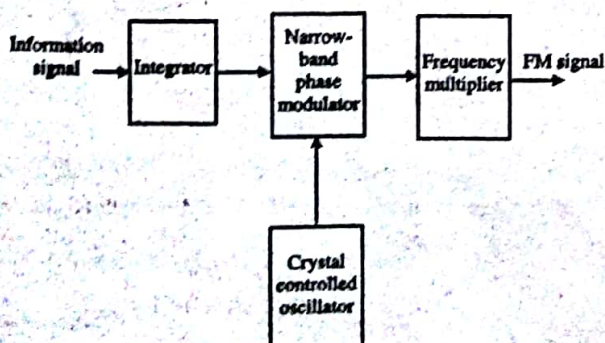 Information
signal
Integrator
Narrow-
band
phase
modulator
Frequency
multiplier
FM signal
Crystal
controlled
oscillator